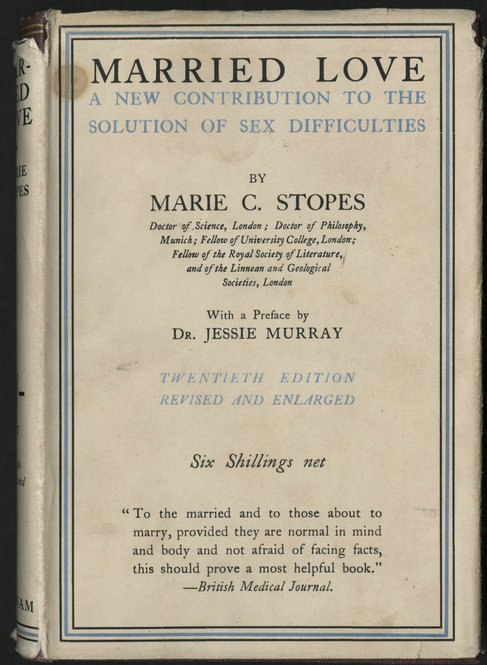 MARRIED LOVE
A NEW CONTRIBUTION TO THE
SOLUTION OF SEX DIFFICULTIES
BY
MARIE C. STOPES
Doctor of Science, London; Doctor of Philosophy,
Munich; Fellow of University College, London;
Fellow of the Royal Society of Literature,
and of the Linnean and Geological
Societies, London
With a Preface by
DR. JESSIE MURRAY
TWENTIETH EDITION
REVISED AND ENLARGED
Six Shillings net
“To the married and to those about to
marry, provided they are normal in mind
and body and not afraid of facing facts,
this should prove a most helpful book.”
—British Medical Journal.